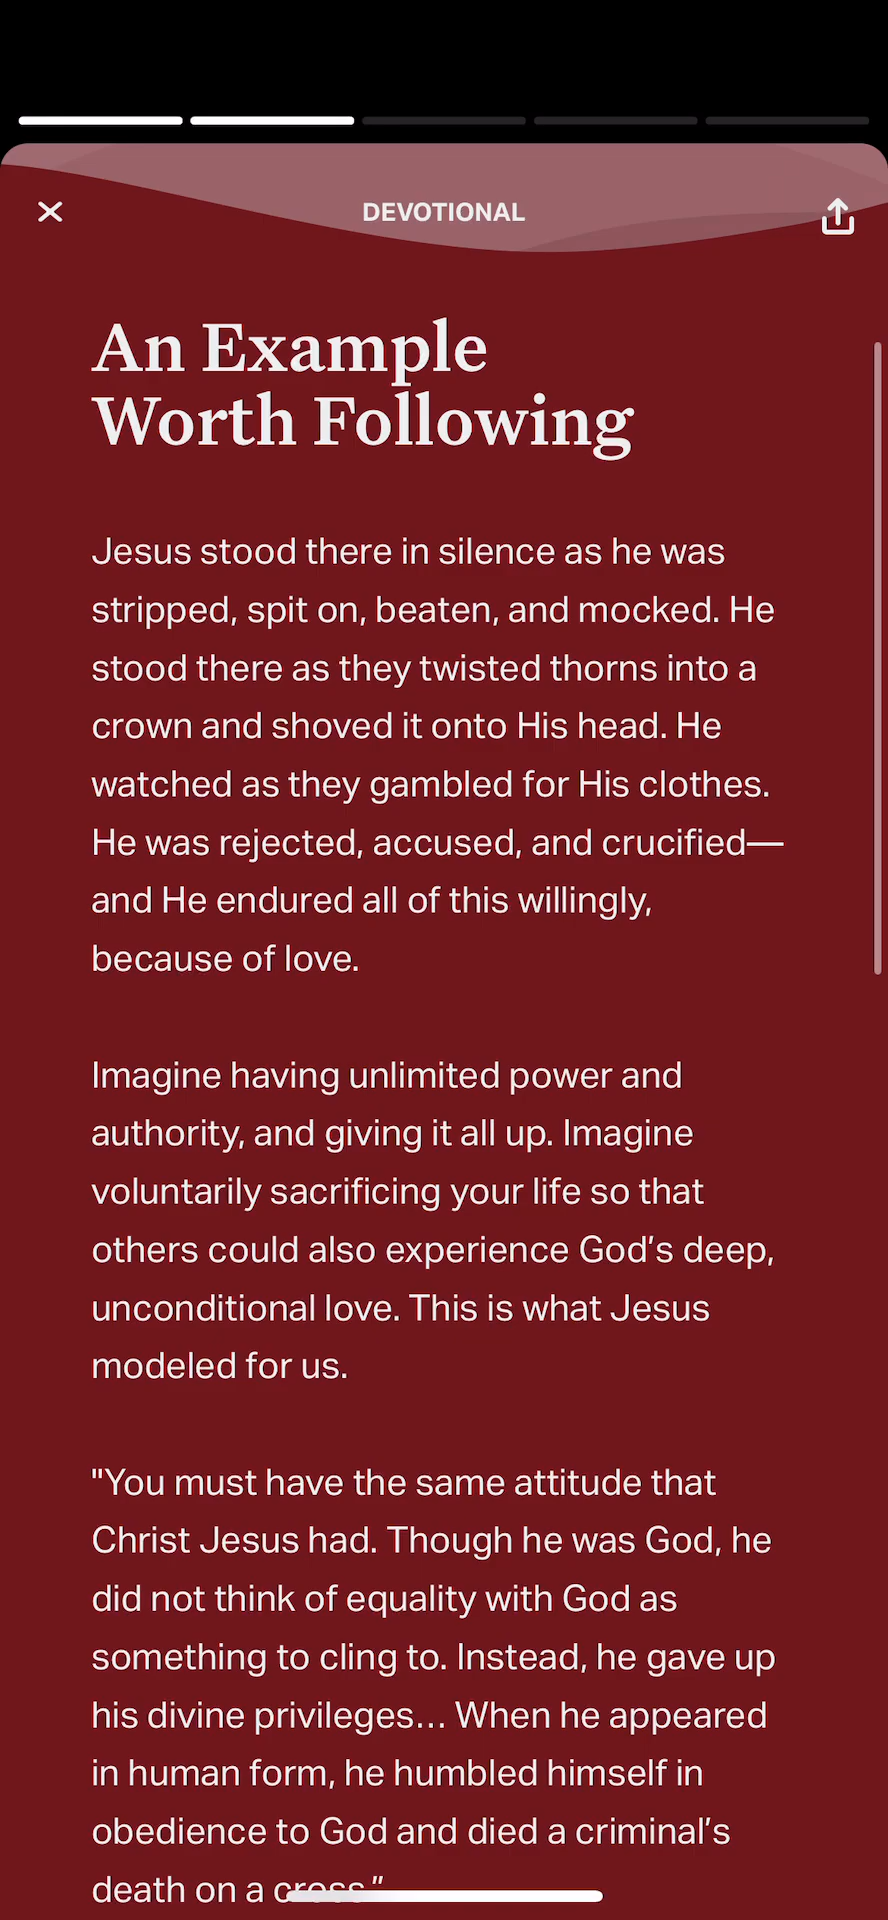 DEVOTIONAL
An Example
Worth Following
Jesus stood there in silence as he was
stripped, spit on, beaten, and mocked. He
stood there as they twisted thorns into a
crown and shoved it onto His head. He
watched as they gambled for His clothes.
He was rejected, accused, and crucified—
and He endured all of this willingly,
because of love.
Imagine having unlimited power and
authority, and giving it all up. Imagine
voluntarily sacrificing your life so that
others could also experience God’s deep,
unconditional love. This is what Jesus
modeled for us.
"You must have the same attitude that
Christ Jesus had. Though he was God, he
did not think of equality with God as
something to cling to. Instead, he gave up
his divine privileges… When he appeared
in human form, he humbled himself in
obedience to God and died a criminal’s
death on a cross.”